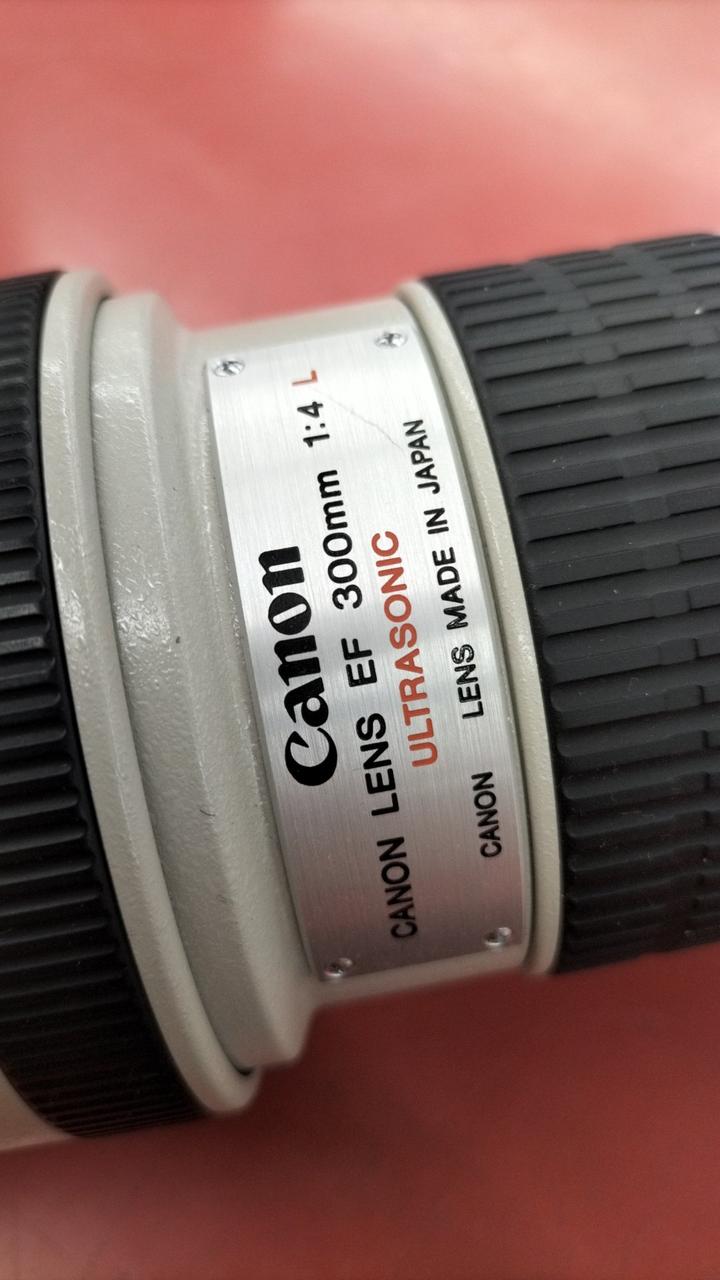 Canon
CANON LENS EF 300mm 1:4 L
ULTRASONIC
CANON LENS MADE IN JAPAN